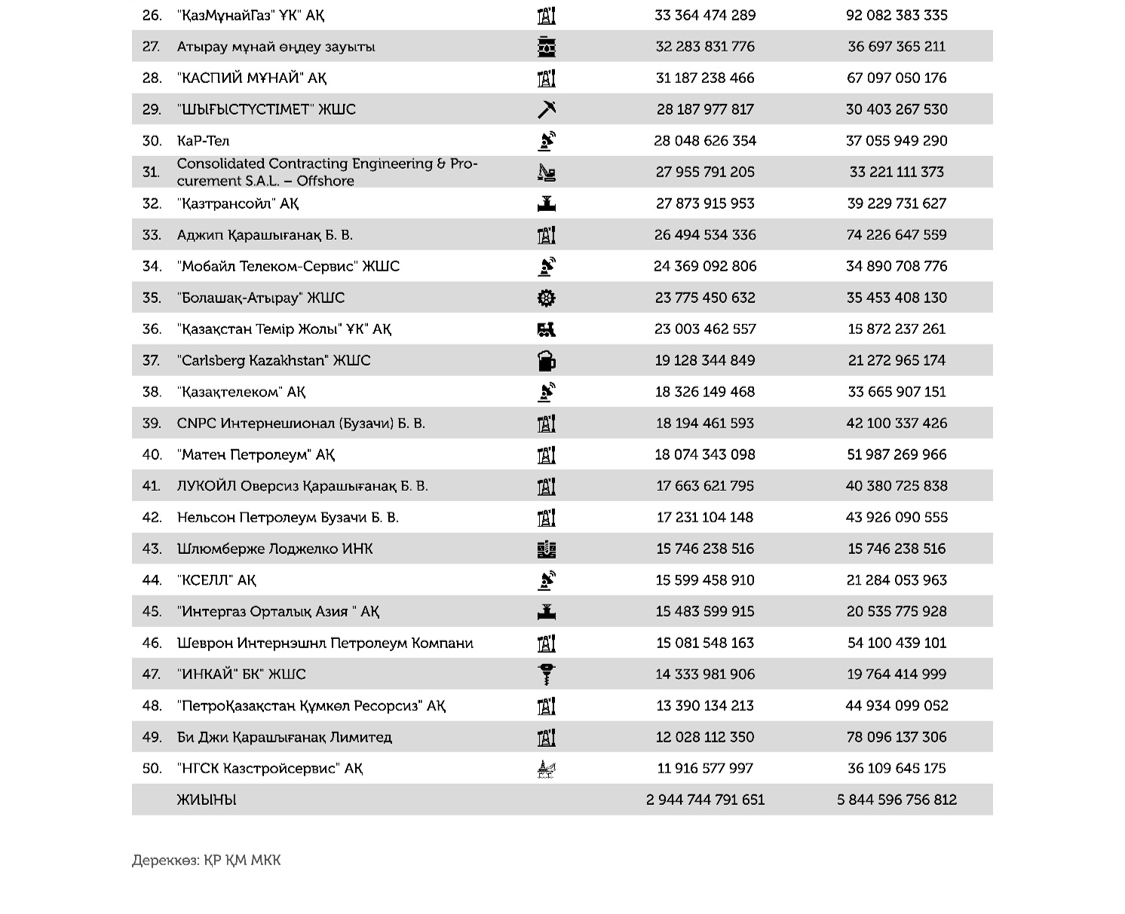 26. "ҚазМұнайГаз" ҰК" АҚ 33 364 474 289 92 082 383 335
27. Атырау мұнай өңдеу зауыты 32 283 831 776 36 697 365 211
28. "КАСПИЙ МҰНАЙ" АҚ 31 187 238 466 67 097 050 176
29. "ШЫҒЫСТҮСТІМЕТ" ЖШС 28 187 977 817 30 403 267 530
30. КаР-Тел 28 048 626 354 37 055 949 290
31. Consolidated Contracting Engineering & Pro-
curement S.A.L. – Offshore 27 955 791 205 33 221 111 373
32. "Қазтрансойл" АҚ 27 873 915 953 39 229 731 627
33. Аджип Қарашығанақ Б. В. 26 494 534 336 74 226 647 559
34. "Мобайл Телеком-Сервис" ЖШС 24 369 092 806 34 890 708 776
35. "Болашақ-Атырау" ЖШС 23 775 450 632 35 453 408 130
36. "Қазақстан Темір Жолы" ҰК" АҚ 23 003 462 557 15 872 237 261
37. "Carlsberg Kazakhstan" ЖШС 19 128 344 849 21 272 965 174
38. "Қазақтелеком" АҚ 18 326 149 468 33 665 907 151
39. CNPC Интернешионал (Бузачи) Б. В. 18 194 461 593 42 100 337 426
40. "Матен Петролеум" АҚ 18 074 343 098 51 987 269 966
41. ЛУКОЙЛ Оверсиз Қарашығанақ Б. В. 17 663 621 795 40 380 725 838
42. Нельсон Петролеум Бузачи Б. В. 17 231 104 148 43 926 090 555
43. Шлюмберже Лоджелко ИНК 15 746 238 516 15 746 238 516
44. "КСЕЛЛ" АҚ 15 599 458 910 21 284 053 963
45. "Интергаз Орталық Азия " АҚ 15 483 599 915 20 535 775 928
46. Шеврон Интернэшнл Петролеум Компани 15 081 548 163 54 100 439 101
47. "ИНКАЙ" БК" ЖШС 14 333 981 906 19 764 414 999
48. "ПетроҚазақстан Құмкөл Ресорсиз" АҚ 13 390 134 213 44 934 099 052
49. Би Джи Қарашығанақ Лимитед 12 028 112 350 78 096 137 306
50. "НГСК Казстройсервис" АҚ 11 916 577 997 36 109 645 175
ЖИЫНЫ 2 944 744 791 651 5 844 596 756 812
Дереккөз: ҚР ҚМ МКК